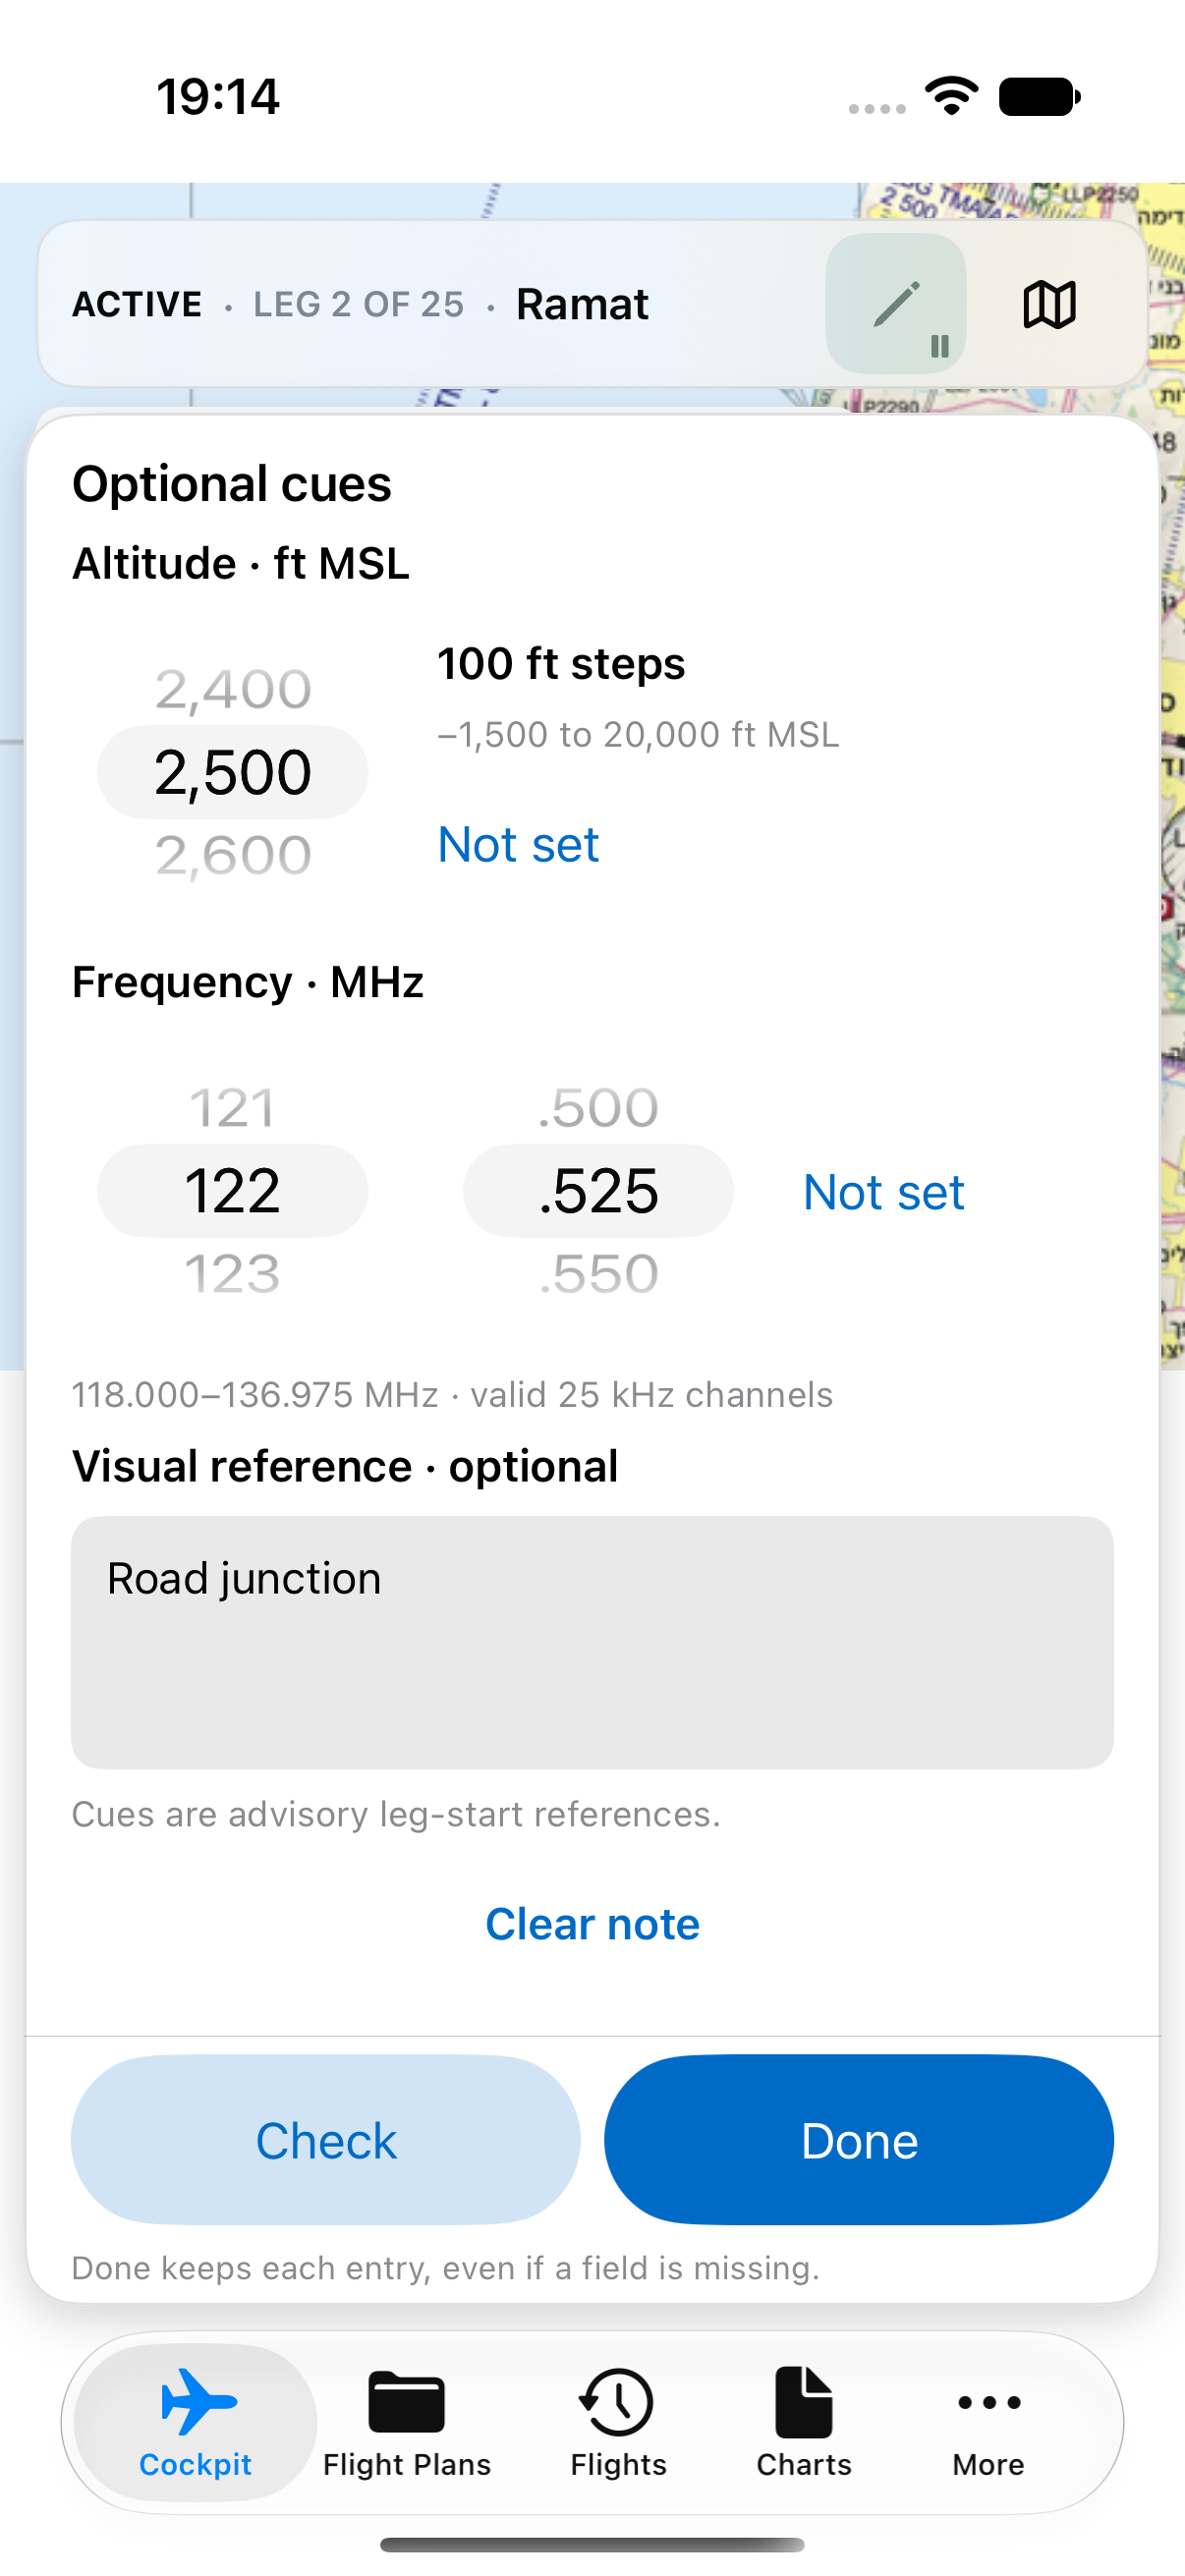 19:14
2 500
LLP2250
ACTIVE · LEG 2 OF 25 · Ramat
LLP2290
Optional cues
Altitude · ft MSL
2,400
2,500
2,600
100 ft steps
–1,500 to 20,000 ft MSL
Not set
Frequency · MHz
121
122
123
.500
.525
.550
Not set
118.000–136.975 MHz · valid 25 kHz channels
Visual reference · optional
Road junction
Cues are advisory leg-start references.
Clear note
Check
Done
Done keeps each entry, even if a field is missing.
Cockpit
Flight Plans
Flights
Charts
More